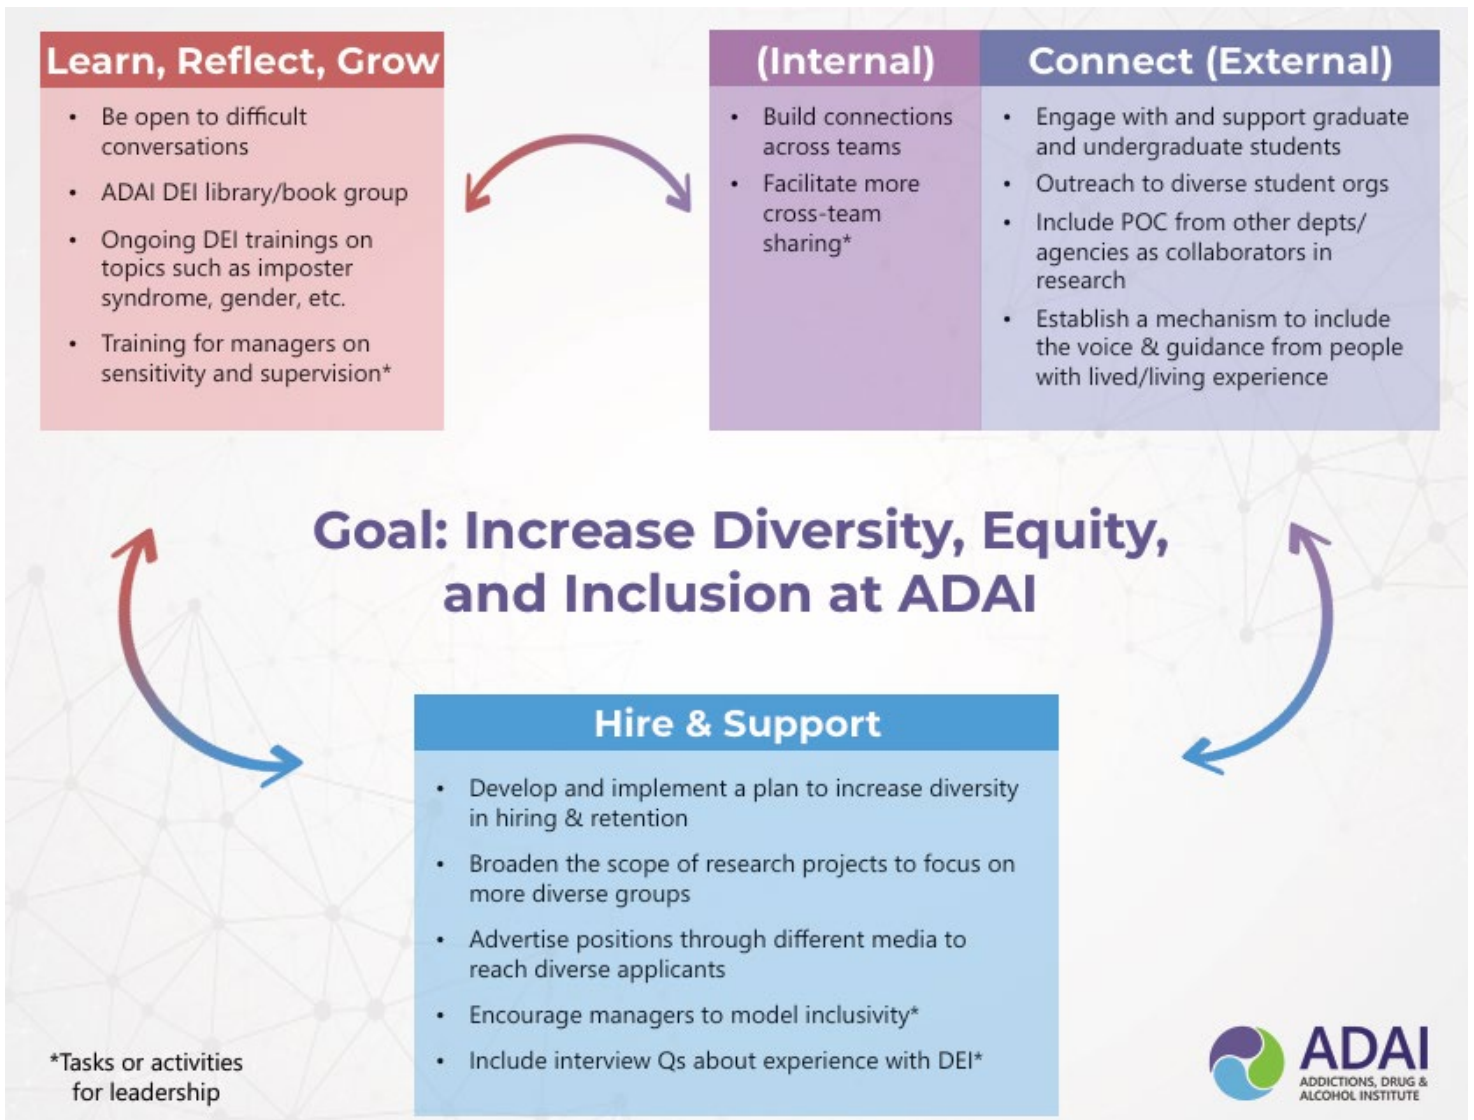 Learn, Reflect, Grow
• Be open to difficult
conversations
• ADAI DEI library/book group
• Ongoing DEI trainings on
topics such as imposter
syndrome, gender, etc.
• Training for managers on
sensitivity and supervision*
(Internal)
• Build connections
across teams
• Facilitate more
cross-team
sharing*
Connect (External)
• Engage with and support graduate
and undergraduate students
• Outreach to diverse student orgs
• Include POC from other depts/
agencies as collaborators in
research
• Establish a mechanism to include
the voice & guidance from people
with lived/living experience
Goal: Increase Diversity, Equity,
and Inclusion at ADAI
Hire & Support
• Develop and implement a plan to increase diversity
in hiring & retention
• Broaden the scope of research projects to focus on
more diverse groups
• Advertise positions through different media to
reach diverse applicants
• Encourage managers to model inclusivity*
• Include interview Qs about experience with DEI*
*Tasks or activities
for leadership
ADAI
ADDICTIONS, DRUG &
ALCOHOL INSTITUTE